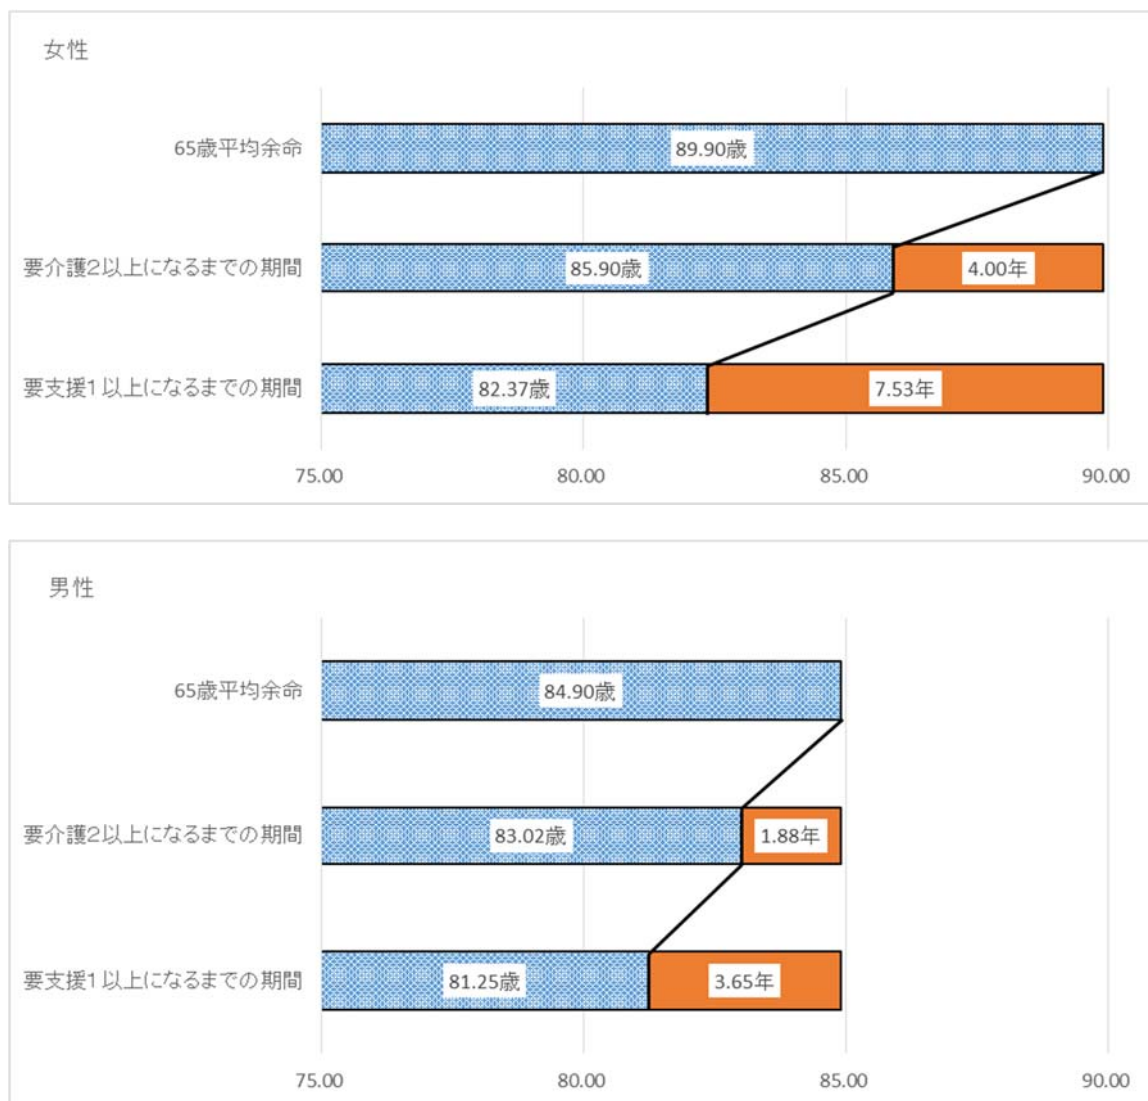 女性
65歳平均余命
89.90歳
要介護2以上になるまでの期間
85.90歳
4.00年
要支援1以上になるまでの期間
82.37歳
7.53年
75.00 80.00 85.00 90.00
男性
65歳平均余命
84.90歳
要介護2以上になるまでの期間
83.02歳
1.88年
要支援1以上になるまでの期間
81.25歳
3.65年
75.00 80.00 85.00 90.00